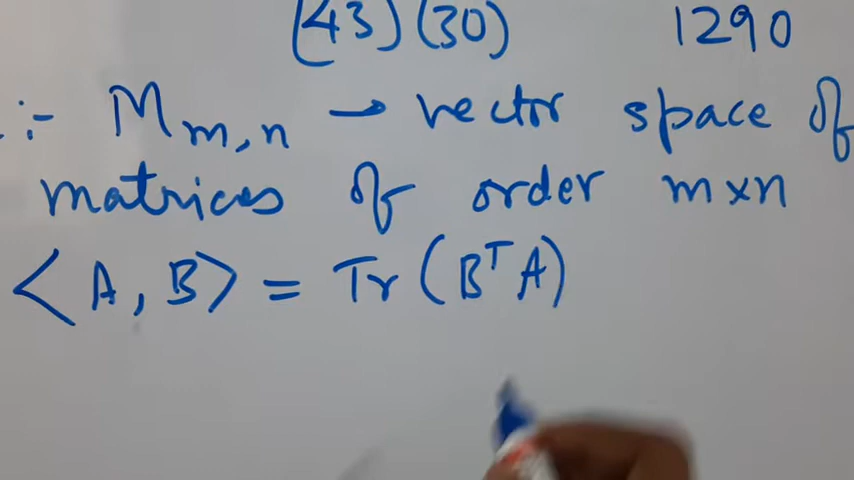 (43)(30) 1290
:- Mm,n → vector space of
matrices of order m×n
<A, B> = Tr(BᵀA)